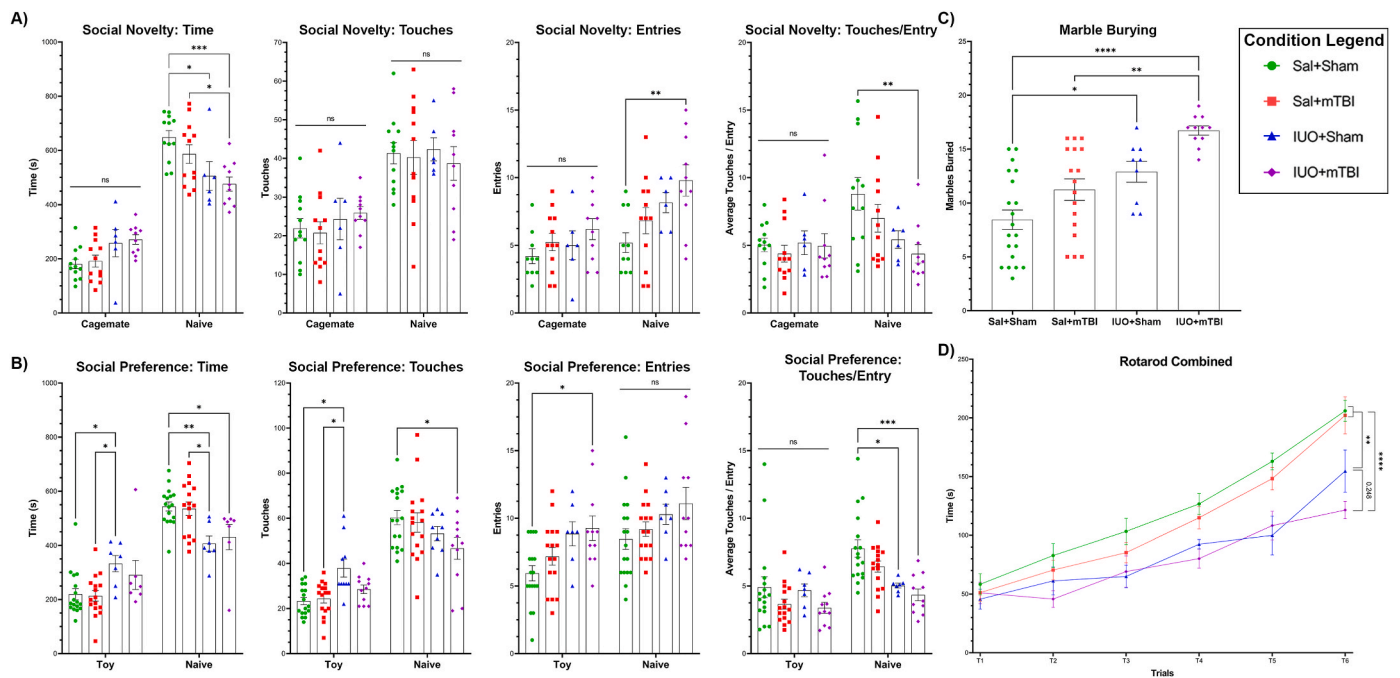 A)
Social Novelty: Time
Time (s)
1000
800
600
400
200
0
ns
***
*
*
Cagemate
Naive
Social Novelty: Touches
Touches
70
60
50
40
30
20
10
0
ns
ns
Cagemate
Naive
Social Novelty: Entries
Entries
20
15
10
5
0
ns
**
Cagemate
Naive
Social Novelty: Touches/Entry
Average Touches / Entry
20
15
10
5
0
ns
**
Cagemate
Naive
C)
Marble Burying
Marbles Buried
25
20
15
10
5
0
****
**
*
Sal+Sham
Sal+mTBI
IUO+Sham
IUO+mTBI
Condition Legend
Sal+Sham
Sal+mTBI
IUO+Sham
IUO+mTBI
B)
Social Preference: Time
Time (s)
1000
800
600
400
200
0
*
*
*
**
*
Toy
Naive
Social Preference: Touches
Touches
120
100
80
60
40
20
0
*
*
*
Toy
Naive
Social Preference: Entries
Entries
20
15
10
5
0
*
ns
Toy
Naive
Social Preference:
Touches/Entry
Average Touches / Entry
20
15
10
5
0
ns
***
*
Toy
Naive
D)
Rotarod Combined
Time (s)
250
200
150
100
50
0
**
****
0.248
T1
T2
T3
T4
T5
T6
Trials